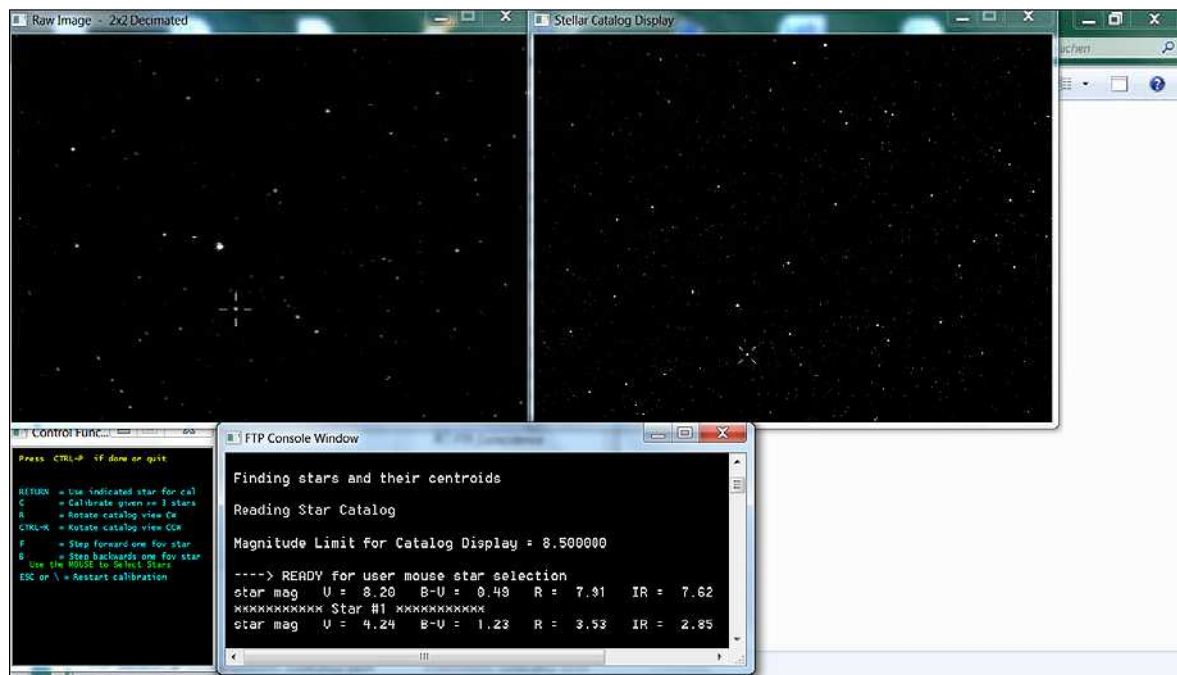 Raw Image - 2x2 Decimated
Stellar Catalog Display
uchen
Control Func...
Press CTRL-P if done or quit
RETURN = Use indicated star for cal
C = Calibrate given >= 3 stars
R = Rotate catalog view CW
CTRL-R = Rotate catalog view CCW
F = Step forward one fov star
B = Step backwards one fov star
Use the MOUSE to Select Stars
ESC or \ = Restart calibration
FTP Console Window
Finding stars and their centroids
Reading Star Catalog
Magnitude Limit for Catalog Display = 8.500000
----> READY for user mouse star selection
star mag V = 8.20 B-V = 0.49 R = 7.91 IR = 7.62
xxxxxxxxxxx Star #1 xxxxxxxxxxx
star mag V = 4.24 B-V = 1.23 R = 3.53 IR = 2.85